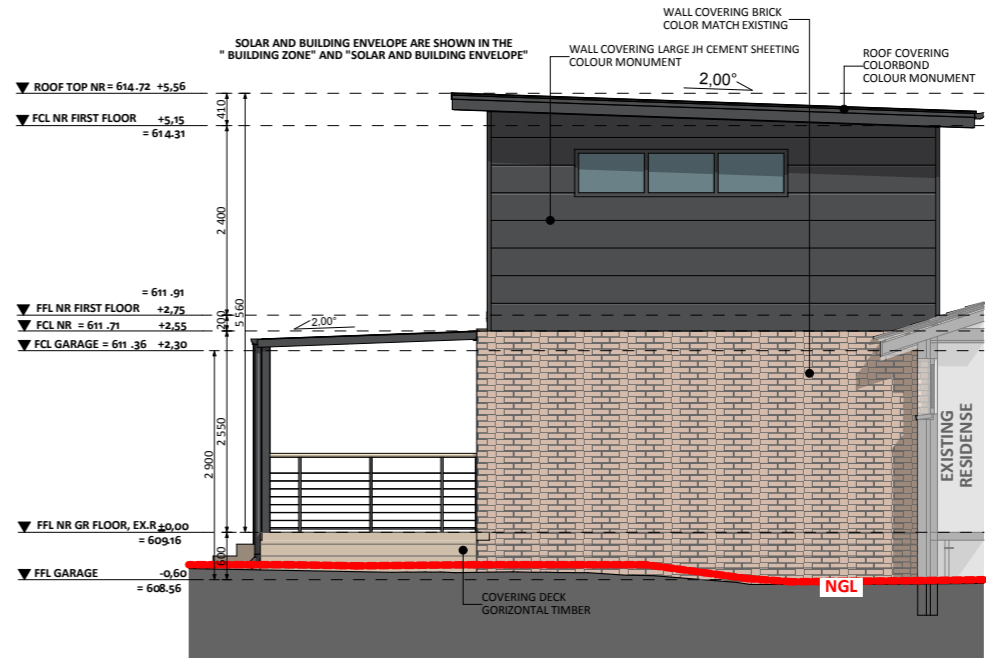 WALL COVERING BRICK
COLOR MATCH EXISTING
SOLAR AND BUILDING ENVELOPE ARE SHOWN IN THE
" BUILDING ZONE" AND "SOLAR AND BUILDING ENVELOPE"
WALL COVERING LARGE JH CEMENT SHEETING
COLOUR MONUMENT
ROOF COVERING
COLORBOND
COLOUR MONUMENT
2,00°
ROOF TOP NR = 614.72 +5,56
410
FCL NR FIRST FLOOR +5,15
= 614.31
2 400
5 560
= 611 .91
FFL NR FIRST FLOOR +2,75
200
FCL NR = 611 .71 +2,55
2,00°
FCL GARAGE = 611 .36 +2,30
2 550
2 900
EXISTING
RESIDENSE
FFL NR GR FLOOR, EX.R ±0,00
= 609.16
600
FFL GARAGE -0,60
= 608.56
NGL
COVERING DECK
GORIZONTAL TIMBER